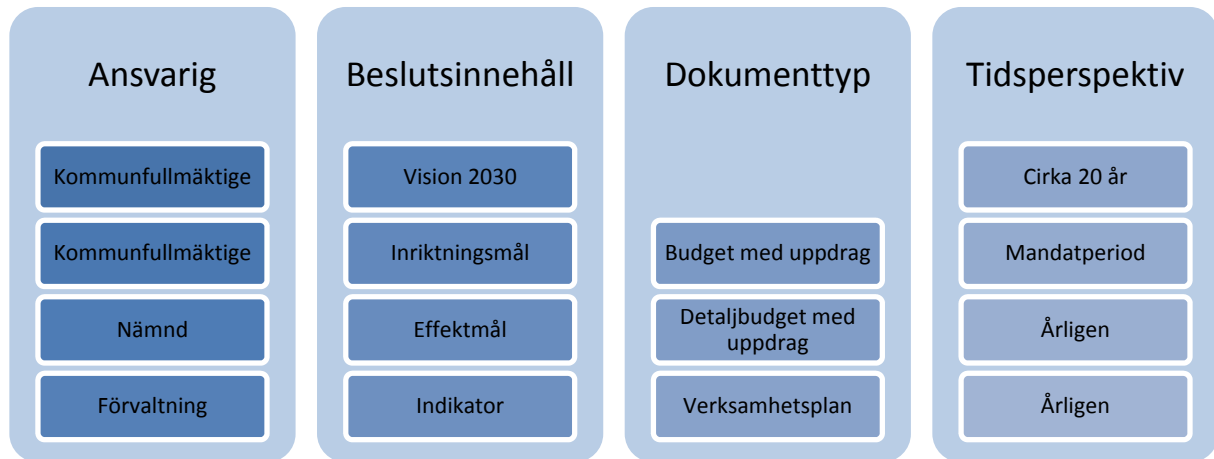 Ansvarig
Kommunfullmäktige
Kommunfullmäktige
Nämnd
Förvaltning
Beslutsinnehåll
Vision 2030
Inriktningsmål
Effektmål
Indikator
Dokumenttyp
Budget med uppdrag
Detaljbudget med
uppdrag
Verksamhetsplan
Tidsperspektiv
Cirka 20 år
Mandatperiod
Årligen
Årligen